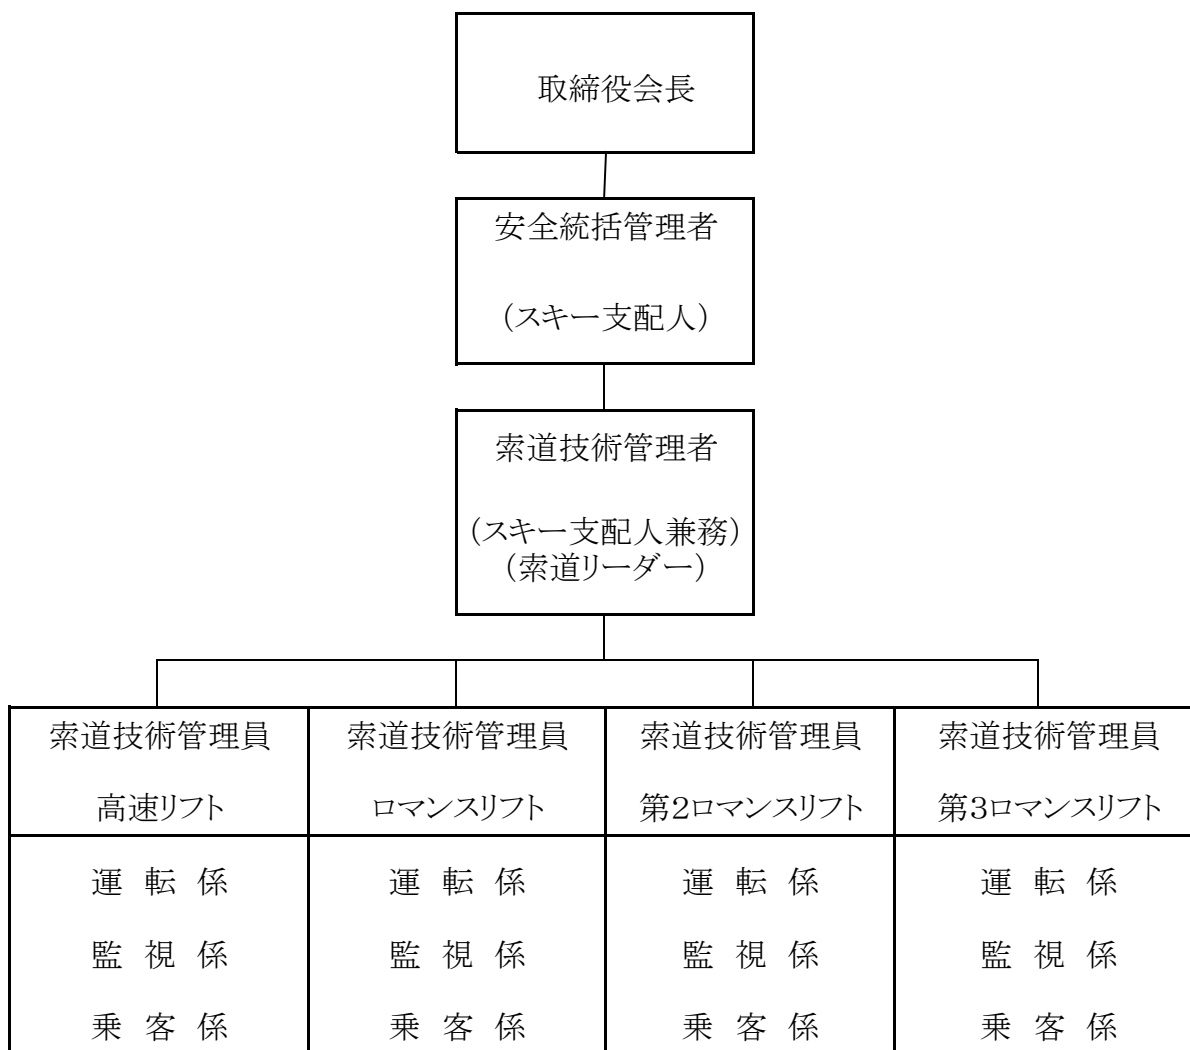 取締役会長
安全統括管理者
（スキー支配人）
索道技術管理者
（スキー支配人兼務）
（索道リーダー）
索道技術管理員 索道技術管理員 索道技術管理員 索道技術管理員
高速リフト ロマンスリフト 第2ロマンスリフト 第3ロマンスリフト
運 転 係 運 転 係 運 転 係 運 転 係
監 視 係 監 視 係 監 視 係 監 視 係
乗 客 係 乗 客 係 乗 客 係 乗 客 係